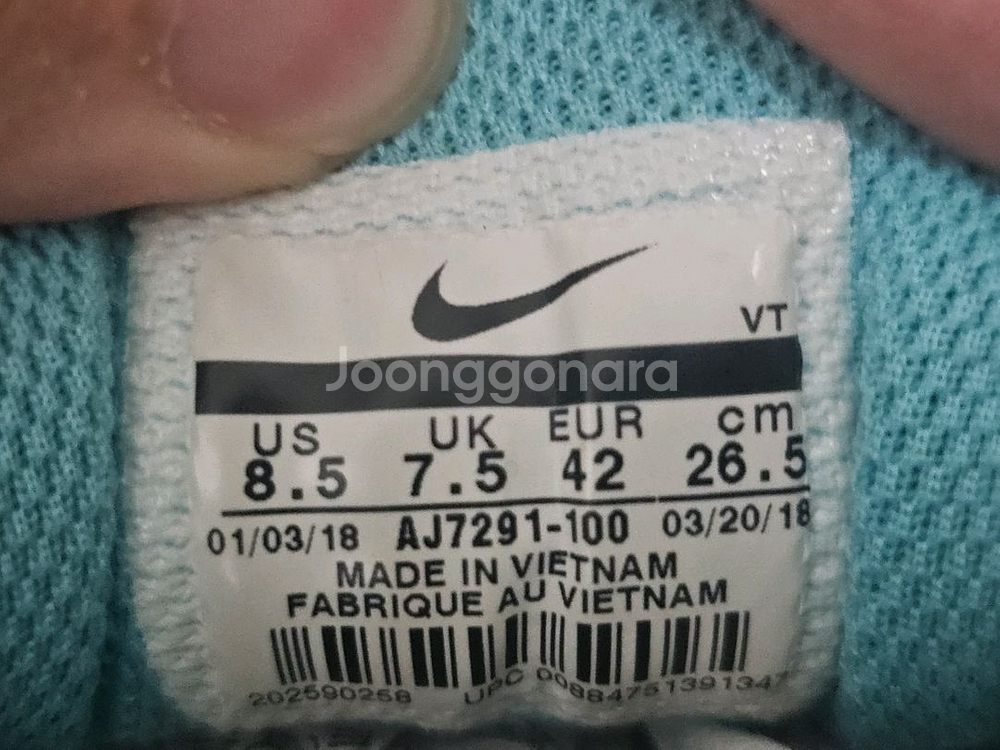 VT
Joonggonara
US UK EUR cm
8.5 7.5 42 26.5
01/03/18 AJ7291-100 03/20/18
MADE IN VIETNAM
FABRIQUE AU VIETNAM
202590258 UPC 00884751391347